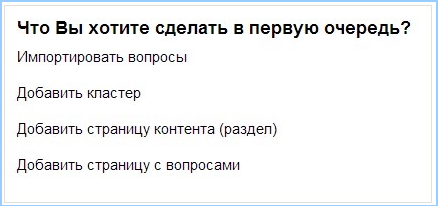 Что Вы хотите сделать в первую очередь?
Импортировать вопросы
Добавить кластер
Добавить страницу контента (раздел)
Добавить страницу с вопросами